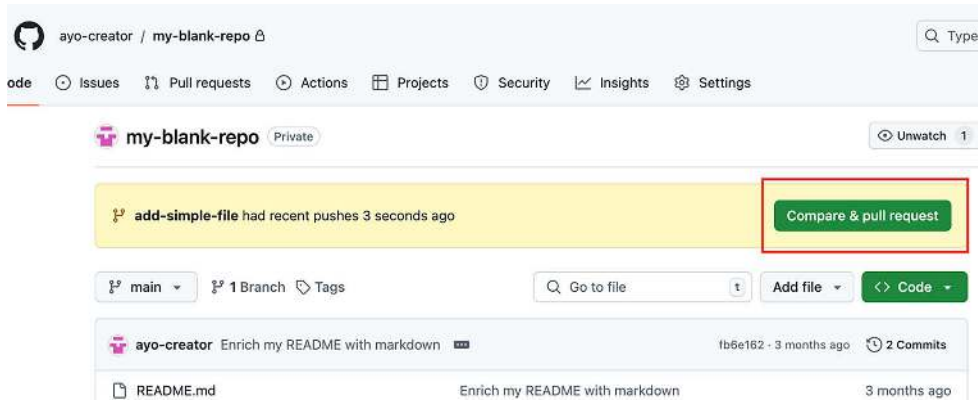 ayo-creator / my-blank-repo
Type
ode Issues Pull requests Actions Projects Security Insights Settings
my-blank-repo Private
Unwatch 1
add-simple-file had recent pushes 3 seconds ago
Compare & pull request
main 1 Branch Tags Go to file t Add file <> Code
ayo-creator Enrich my README with markdown ... fb6e162 · 3 months ago 2 Commits
README.md Enrich my README with markdown 3 months ago